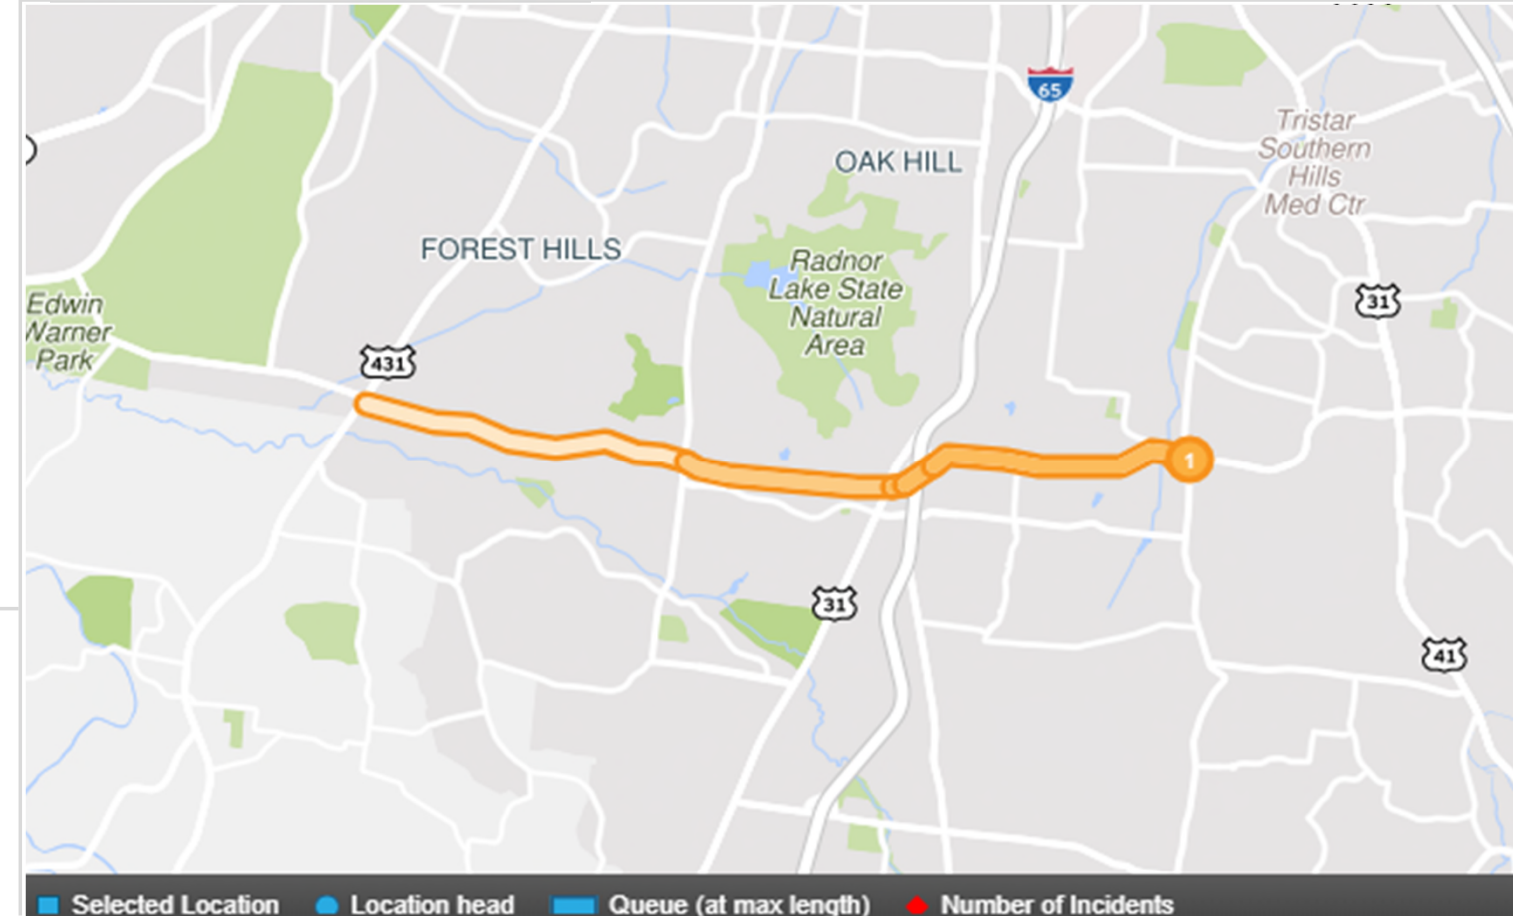 65
Tristar
Southern
Hills
Med Ctr
OAK HILL
FOREST HILLS
Radnor
Lake State
Natural
Area
Edwin
Warner
Park
31
431
1
31
41
Selected Location Location head Queue (at max length) Number of Incidents